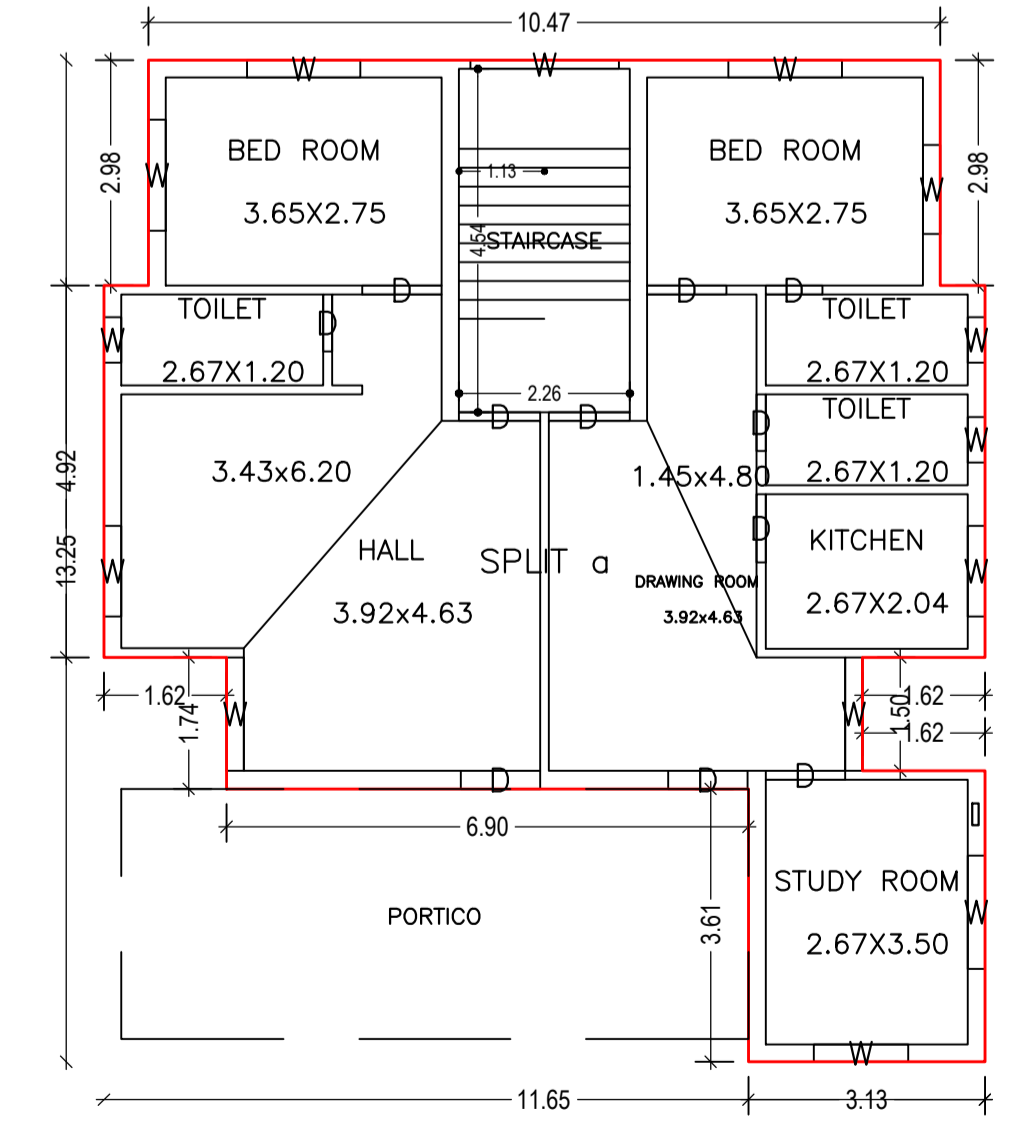 10.47
W
W
W
BED ROOM
3.65X2.75
W
2.98
1.13
4.54
STAIRCASE
BED ROOM
3.65X2.75
W
2.98
D
D
D
TOILET
2.67X1.20
D
W
TOILET
2.67X1.20
W
2.26
D
D
TOILET
2.67X1.20
D
W
4.92
13.25
3.43x6.20
1.45x4.80
HALL
3.92x4.63
SPLIT a
DRAWING ROOM
3.92x4.63
D
KITCHEN
2.67X2.04
W
W
1.62
1.74
W
W
1.50
1.62
1.62
D
D
D
6.90
3.61
PORTICO
STUDY ROOM
2.67X3.50
W
W
11.65
3.13